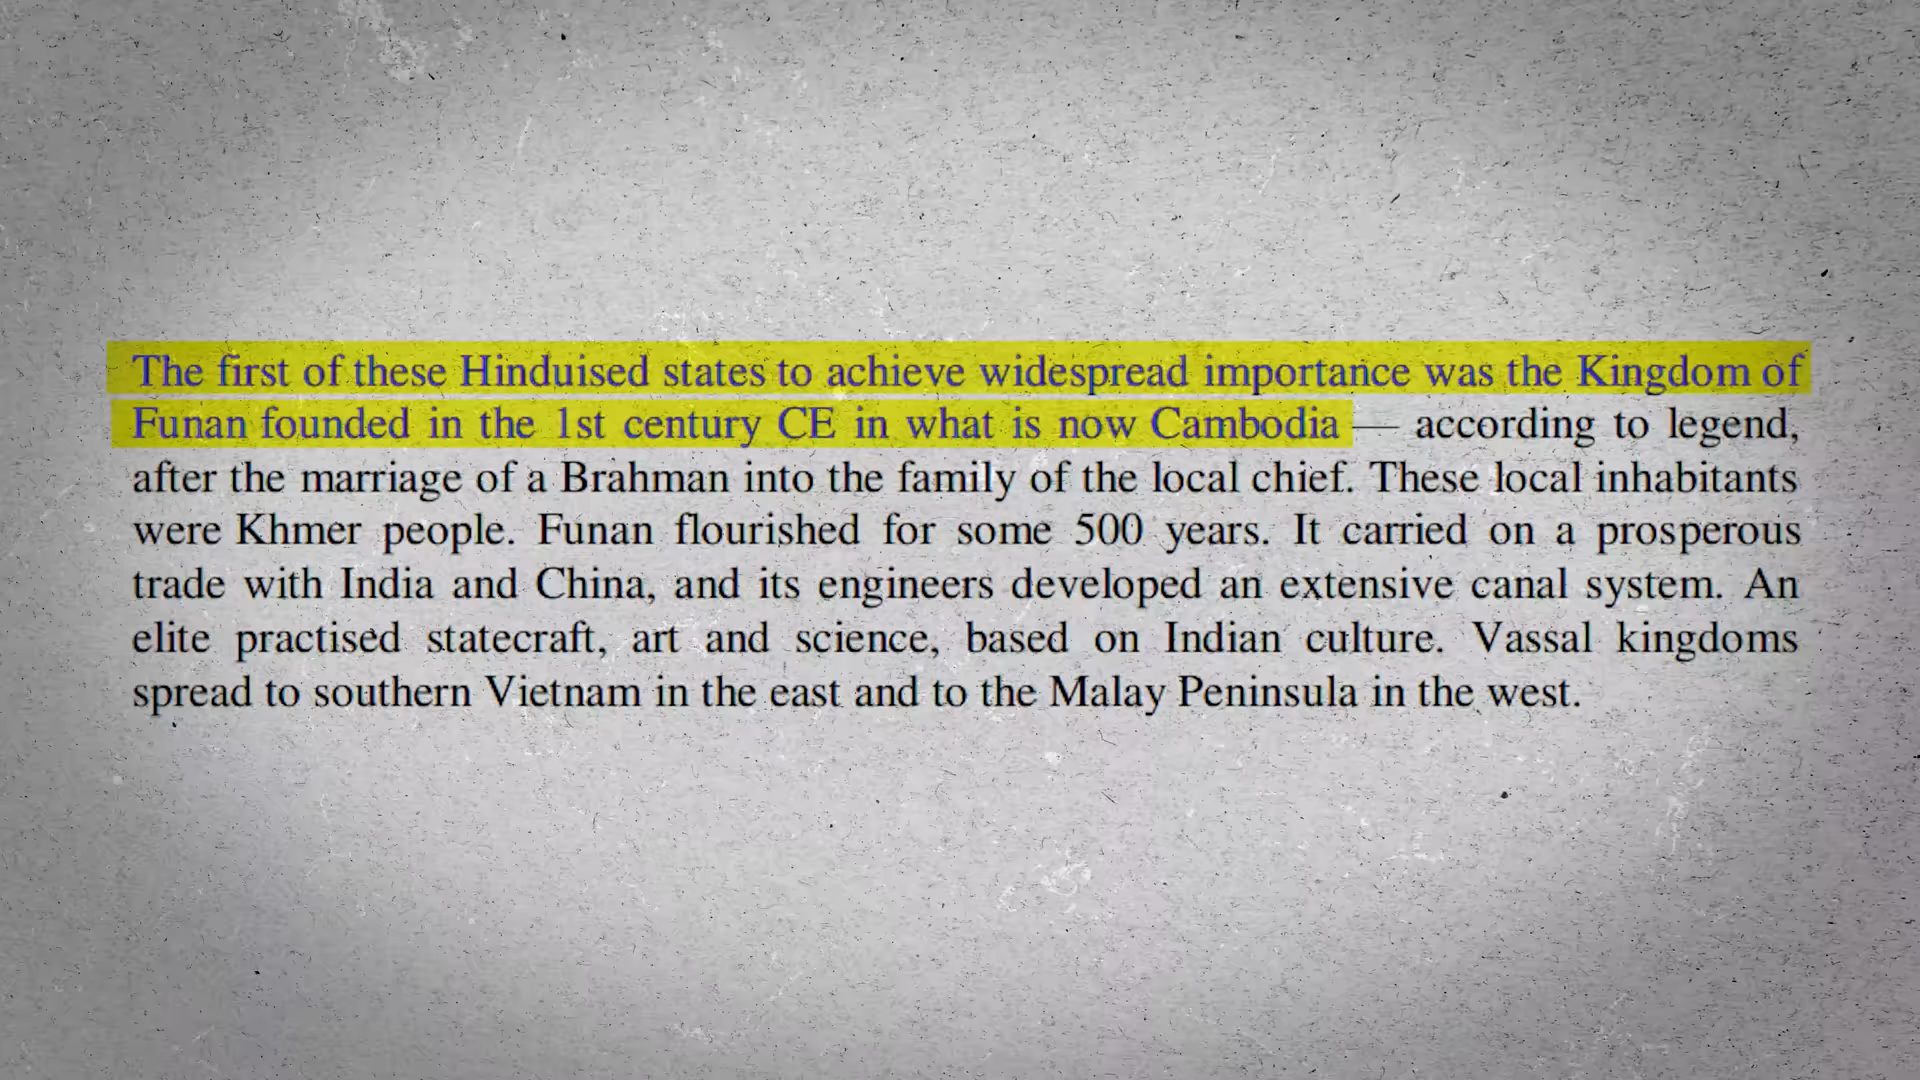 The first of these Hinduised states to achieve widespread importance was the Kingdom of
Funan founded in the 1st century CE in what is now Cambodia — according to legend,
after the marriage of a Brahman into the family of the local chief. These local inhabitants
were Khmer people. Funan flourished for some 500 years. It carried on a prosperous
trade with India and China, and its engineers developed an extensive canal system. An
elite practised statecraft, art and science, based on Indian culture. Vassal kingdoms
spread to southern Vietnam in the east and to the Malay Peninsula in the west.